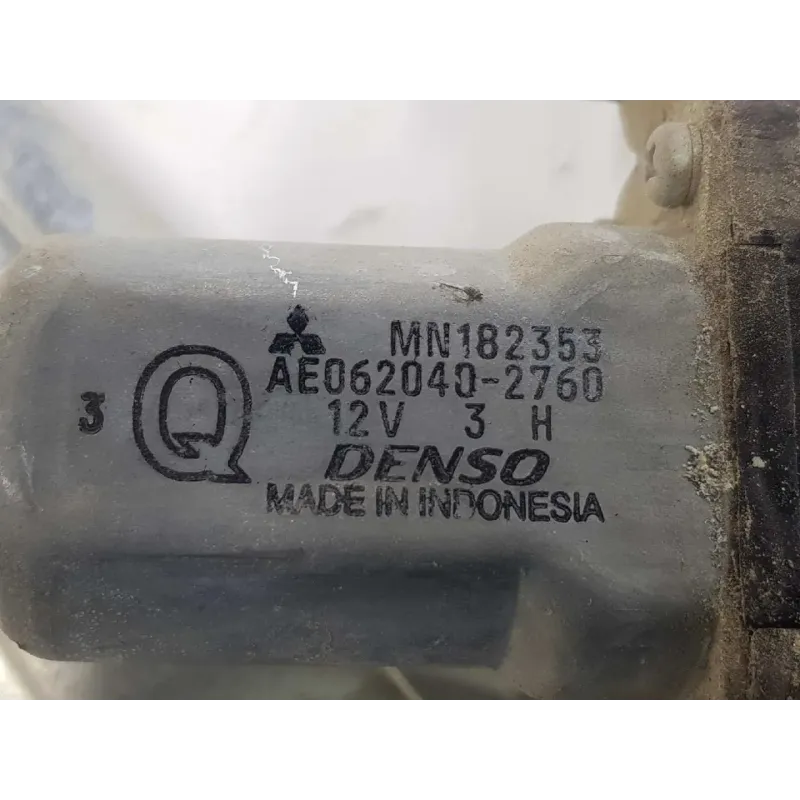 MN182353
3 Q AE062040-2760
12V 3 H
DENSO
MADE IN INDONESIA